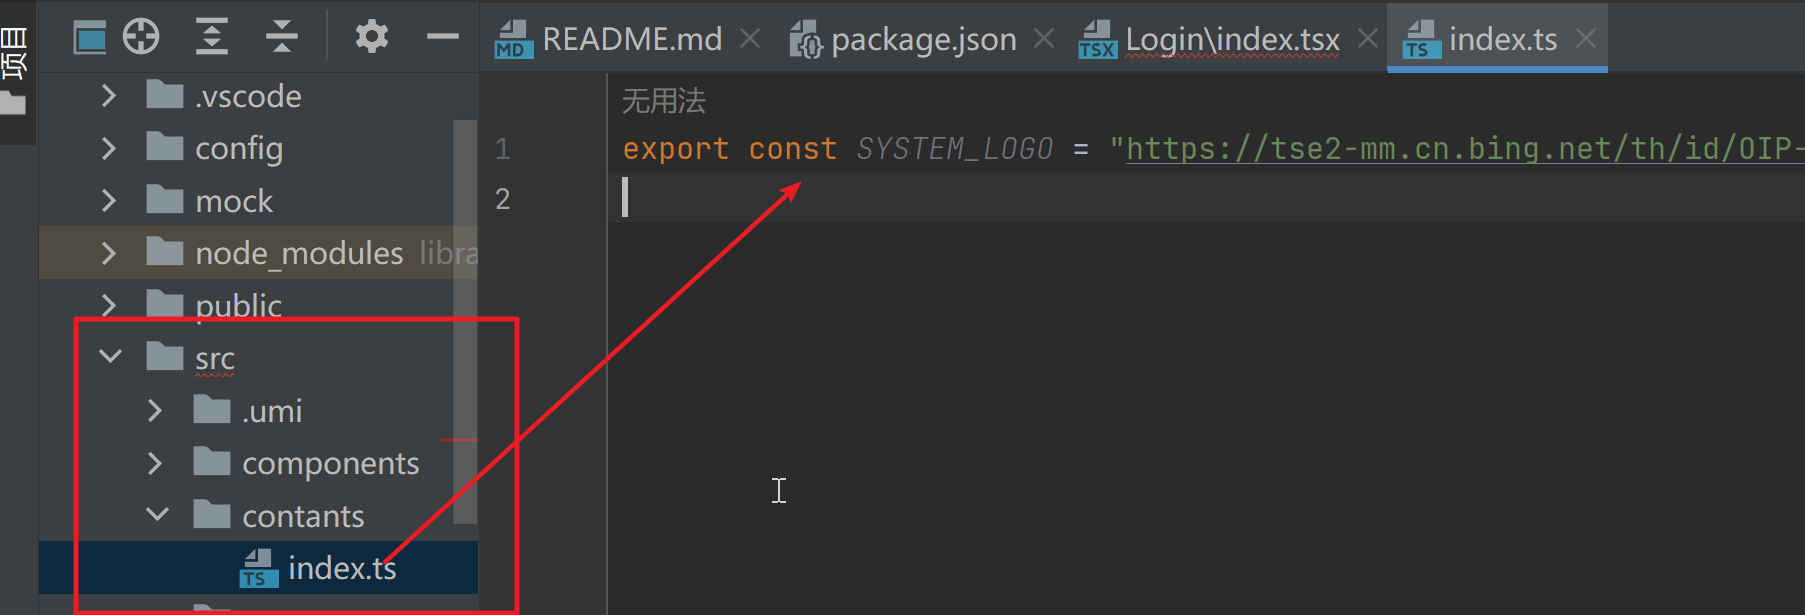 项目
README.md
package.json
Login\index.tsx
index.ts
.vscode
config
mock
node_modules libra
public
src
.umi
components
contants
index.ts
无用法
1 export const SYSTEM_LOGO = "https://tse2-mm.cn.bing.net/th/id/OIP-
2